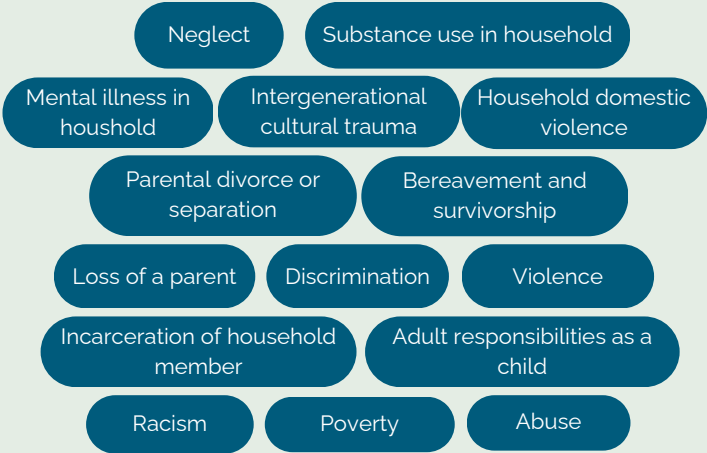 Neglect
Substance use in household
Mental illness in
houshold
Intergenerational
cultural trauma
Household domestic
violence
Parental divorce or
separation
Bereavement and
survivorship
Loss of a parent
Discrimination
Violence
Incarceration of household
member
Adult responsibilities as a
child
Racism
Poverty
Abuse